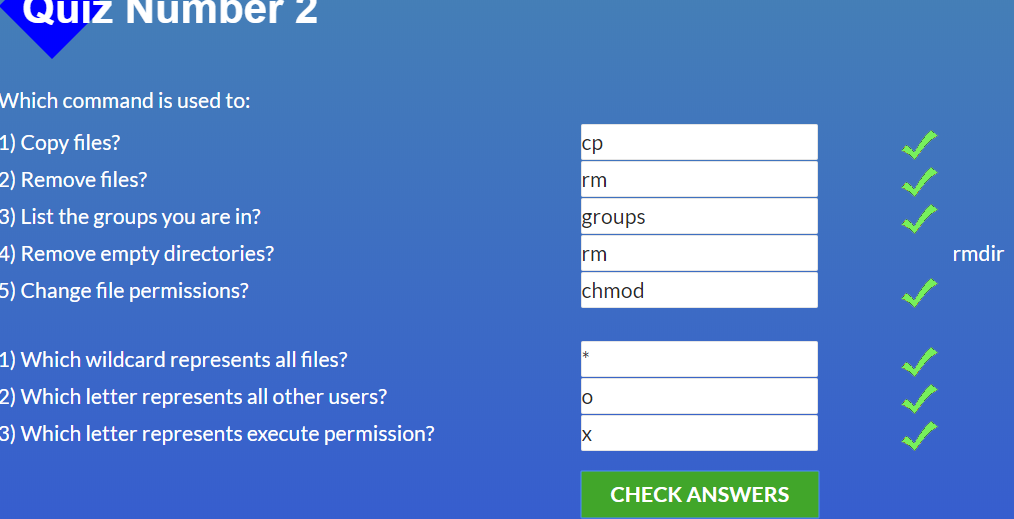 Quiz Number 2
Which command is used to:
1) Copy files? cp
2) Remove files? rm
3) List the groups you are in? groups
4) Remove empty directories? rm rmdir
5) Change file permissions? chmod
1) Which wildcard represents all files? *
2) Which letter represents all other users? o
3) Which letter represents execute permission? x
CHECK ANSWERS